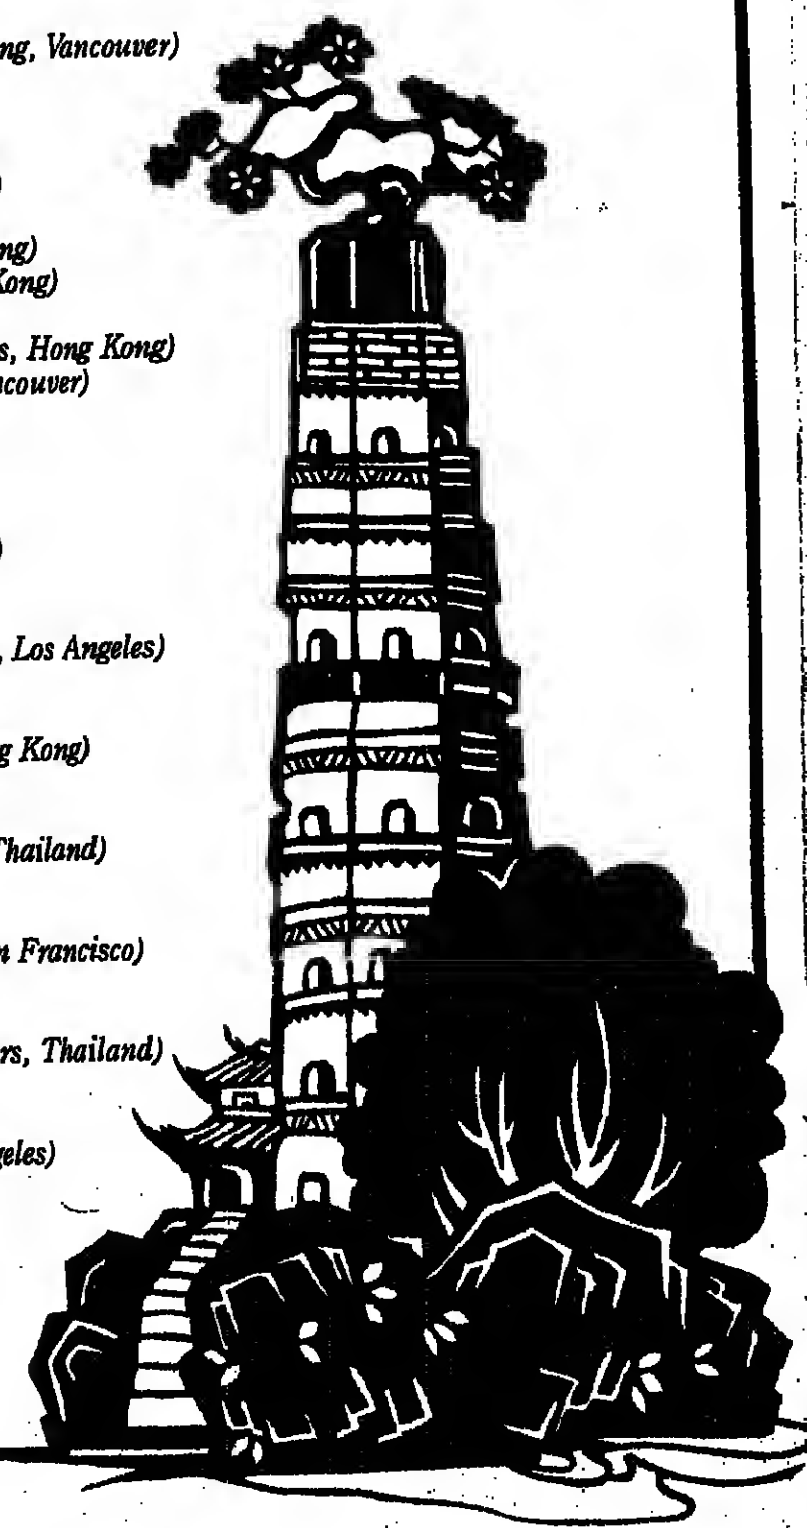 ng, Vancouver)
)
ng)
Kong)
s, Hong Kong)
ncouver)
)
, Los Angeles)
g Kong)
Thailand)
n Francisco)
rs, Thailand)
geles)